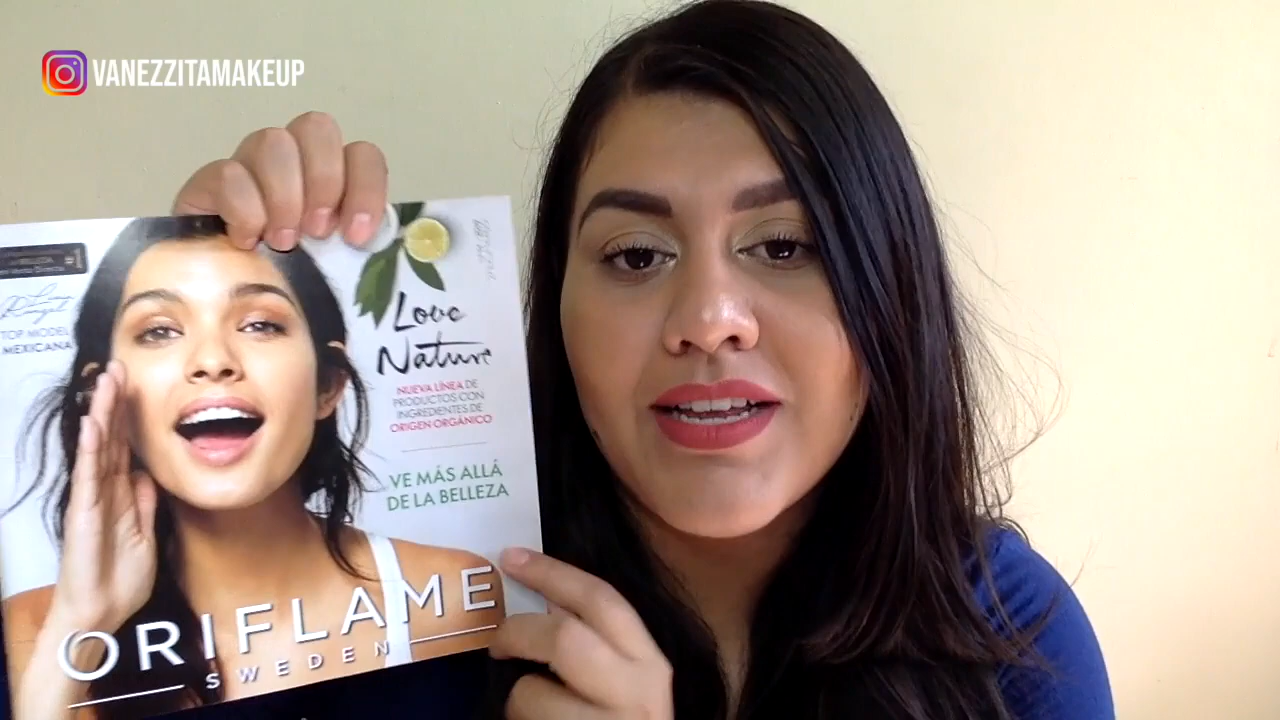 VANEZZITAMAKEUP
TOP MODEL
MEXICANA
Love
Nature
NUEVA LÍNEA DE
PRODUCTOS CON
INGREDIENTES DE
ORIGEN ORGÁNICO
VE MÁS ALLÁ
DE LA BELLEZA
ORIFLAME
SWEDEN